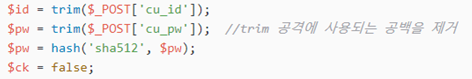 $id = trim($_POST['cu_id']);
$pw = trim($_POST['cu_pw']);  //trim 공격에 사용되는 공백을 제거
$pw = hash('sha512', $pw);
$ck = false;